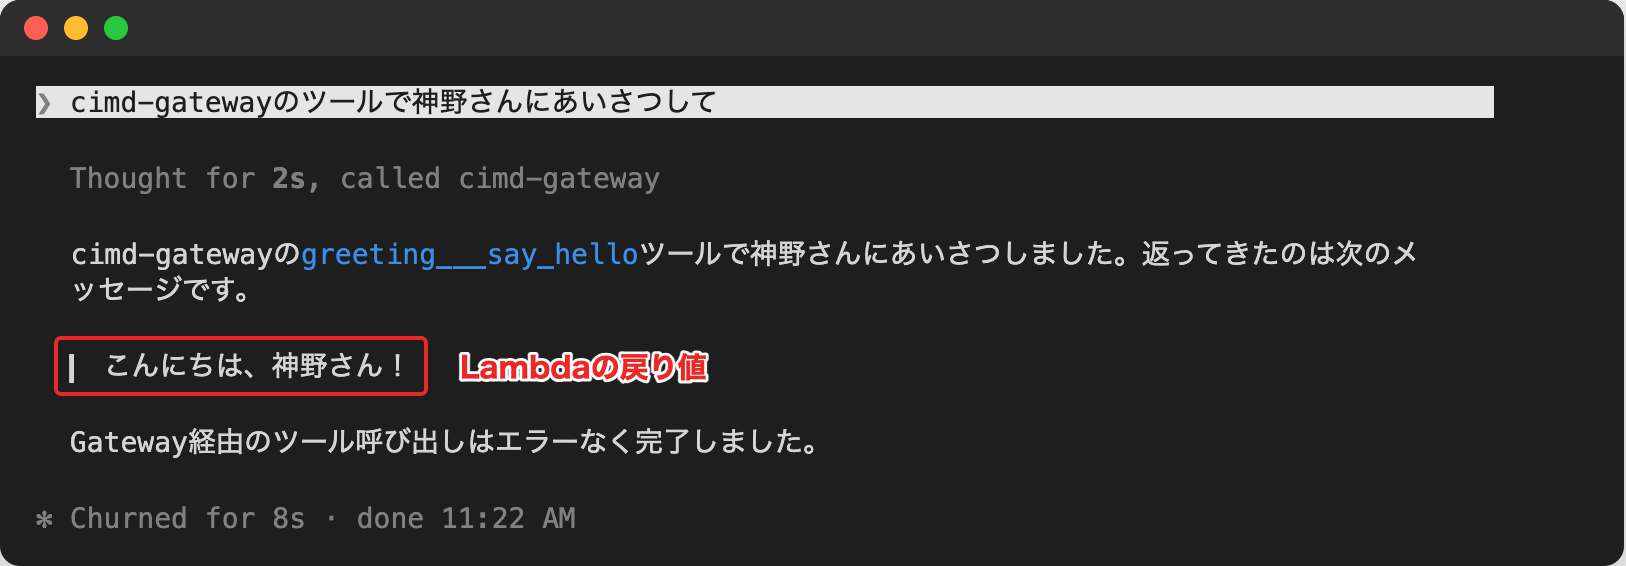 ❯ cimd-gatewayのツールで神野さんにあいさつして
Thought for 2s, called cimd-gateway
cimd-gatewayのgreeting___say_helloツールで神野さんにあいさつしました。返ってきたのは次のメ
ッセージです。
こんにちは、神野さん！ Lambdaの戻り値
Gateway経由のツール呼び出しはエラーなく完了しました。
✻ Churned for 8s · done 11:22 AM